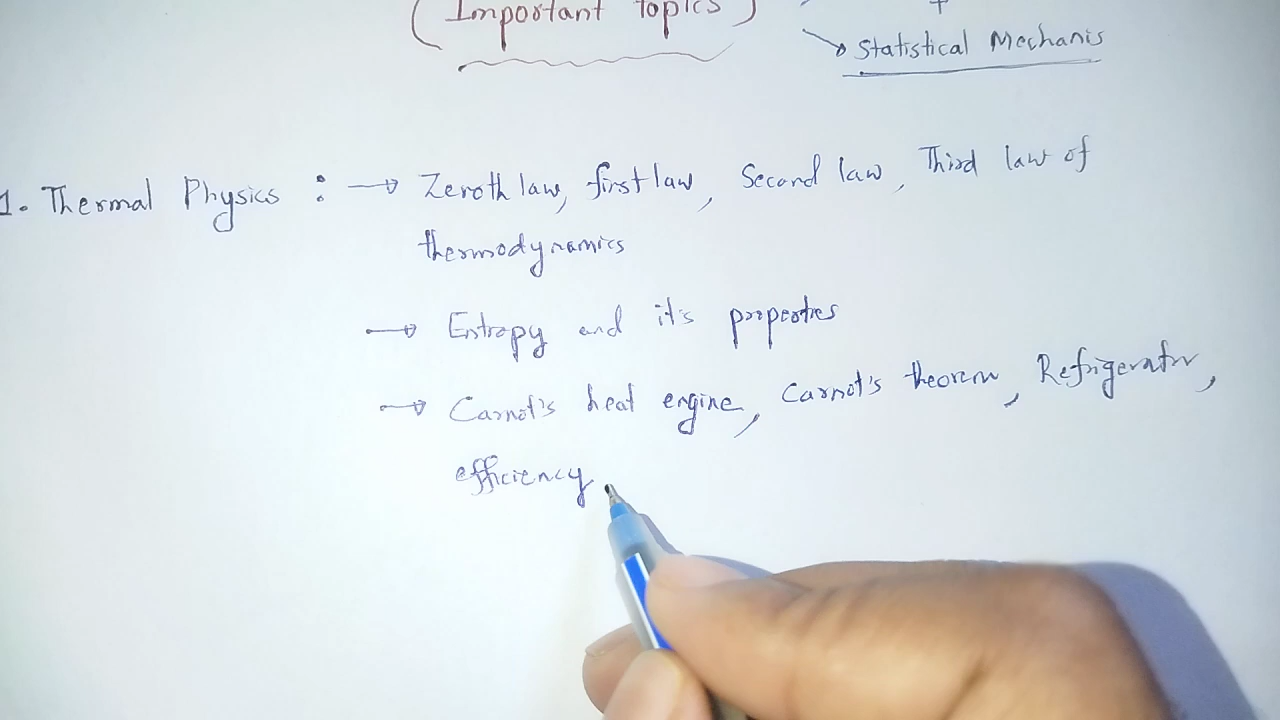 (Important Topics)
+
→ Statistical Mechanis
1. Thermal Physics : → Zeroth law, first law, Second law, Third law of
thermodynamics
→ Entropy and it's properties
→ Carnot's heat engine, Carnot's theorem, Refrigerator,
efficiency